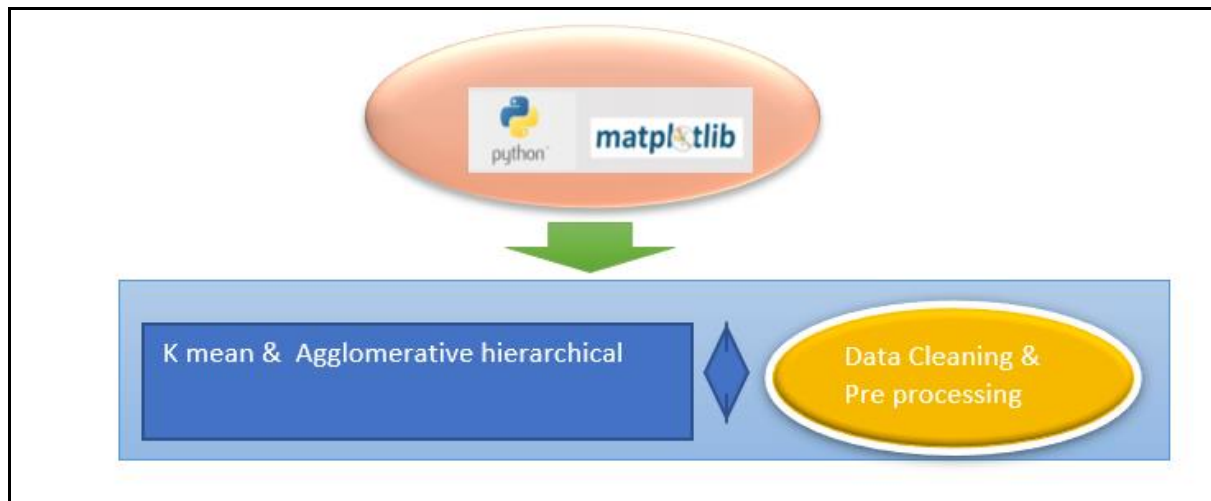 python
matplotlib
K mean & Agglomerative hierarchical
Data Cleaning &
Pre processing